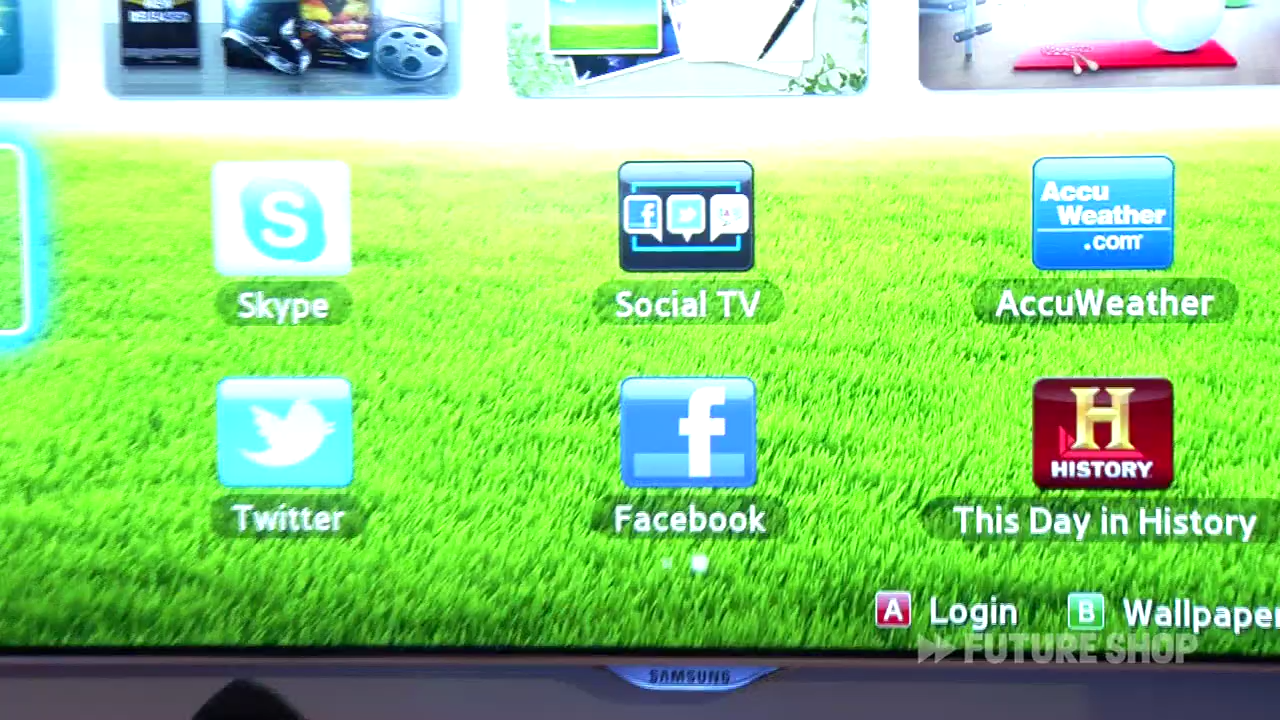 Skype
Social TV
Accu
Weather
.com
AccuWeather
Twitter
Facebook
H
HISTORY
This Day in History
A Login
B Wallpaper
FUTURE SHOP
SAMSUNG